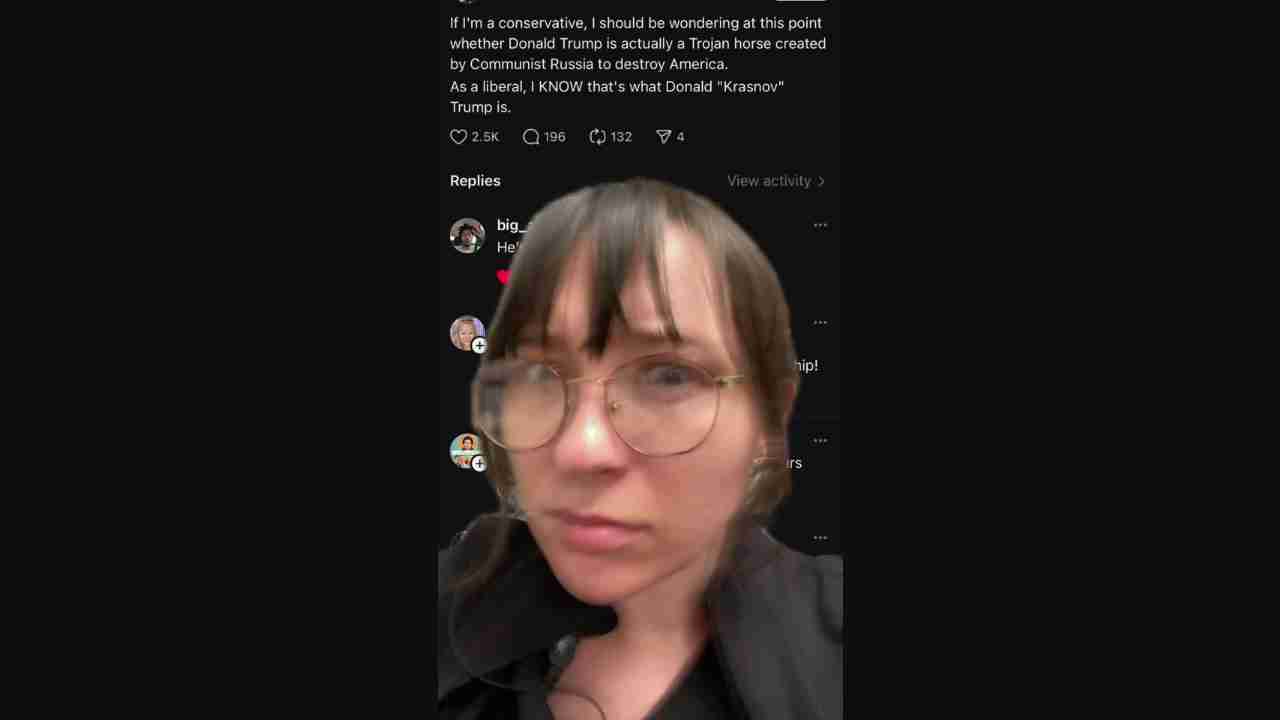 If I'm a conservative, I should be wondering at this point
whether Donald Trump is actually a Trojan horse created
by Communist Russia to destroy America.
As a liberal, I KNOW that's what Donald "Krasnov"
Trump is.
2.5K 196 132 4
Replies View activity
big_